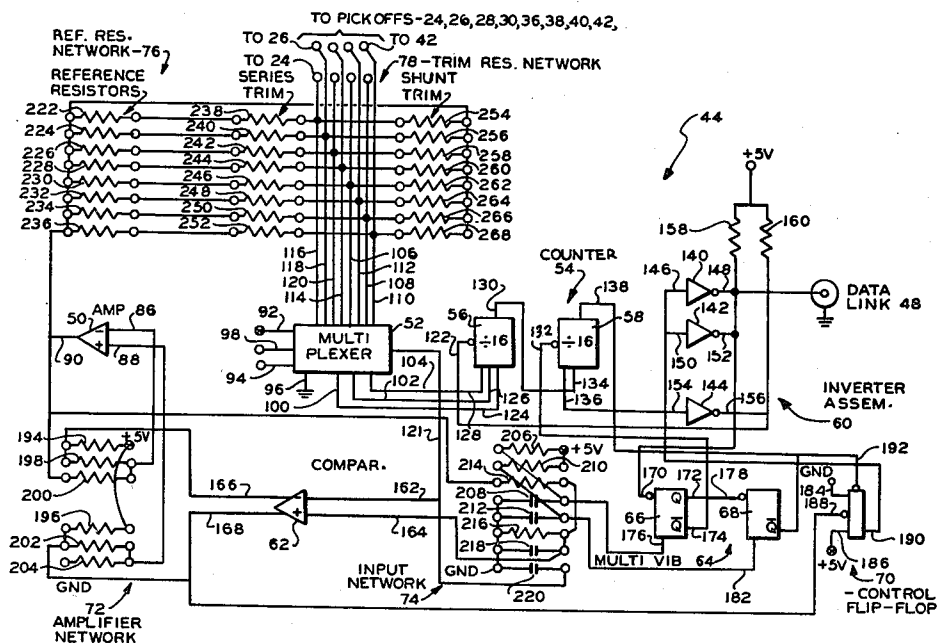 TO PICKOFFS-24,26,28,30,36,38,40,42,
REF. RES.
NETWORK-76
TO 26
TO 42
TO 24
78-TRIM RES. NETWORK
REFERENCE
RESISTORS
SERIES
TRIM
SHUNT
TRIM
44
222
238
254
224
240
256
226
242
258
228
244
260
230
246
262
232
248
264
234
250
266
236
252
268
+5V
158
160
116
118
120
114
106
112
108
110
COUNTER
54
130
138
140
146
148
142
DATA
LINK 48
AMP
86
50
88
90
92
98
94
96
100
MULTI
PLEXER
52
104
102
56
÷16
122
126
124
128
132
58
÷16
134
136
150
152
154
144
156
INVERTER
ASSEM.
60
194
+5V
198
200
196
202
204
GND
72
AMPLIFIER
NETWORK
121
COMPAR.
166
168
62
162
164
206
+5V
214
210
208
212
216
218
GND
220
INPUT
NETWORK
74
170
172
178
Q
66
Q̅
176
174
68
Q̅
MULTI VIB
64
182
192
GND
184
188
190
+5V
186
70
-CONTROL
FLIP-FLOP